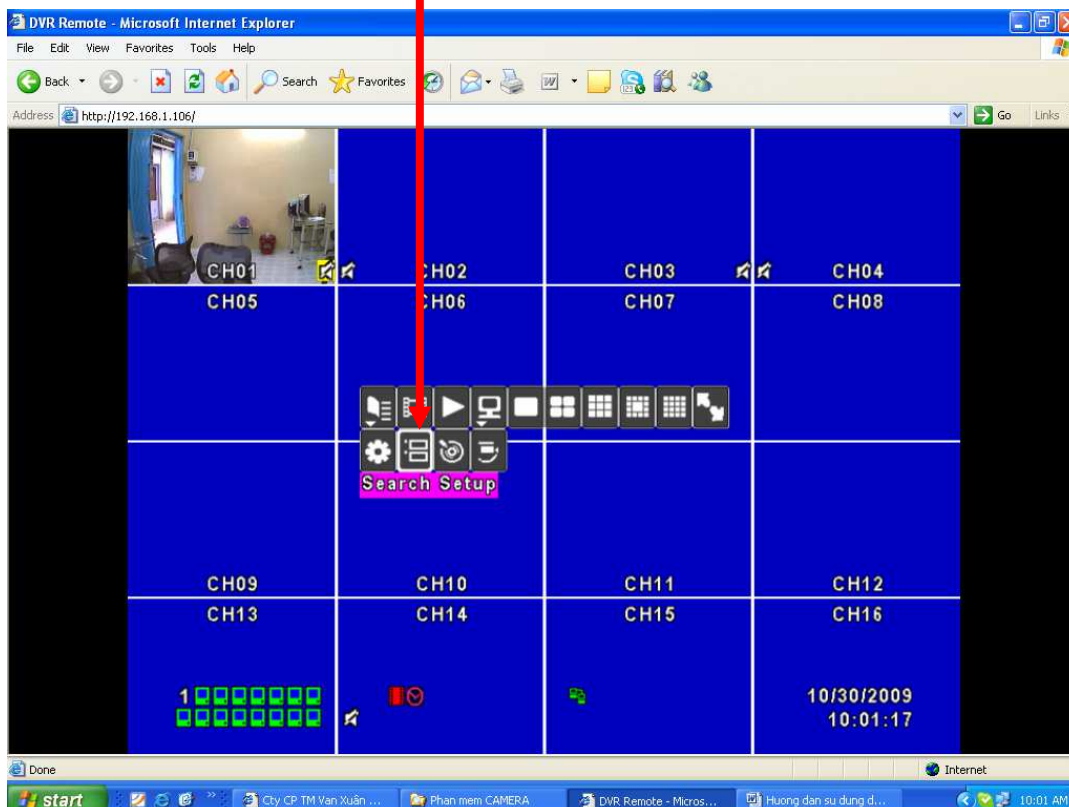 DVR Remote - Microsoft Internet Explorer
File Edit View Favorites Tools Help
Back Search Favorites
Address http://192.168.1.106/ Go Links
CH01 CH02 CH03 CH04
CH05 CH06 CH07 CH08
Search Setup
CH09 CH10 CH11 CH12
CH13 CH14 CH15 CH16
1 10/30/2009
10:01:17
Done Internet
start Cty CP TM Van Xuân ... Phan mem CAMERA DVR Remote - Micros... Huong dan su dung d... 10:01 AM